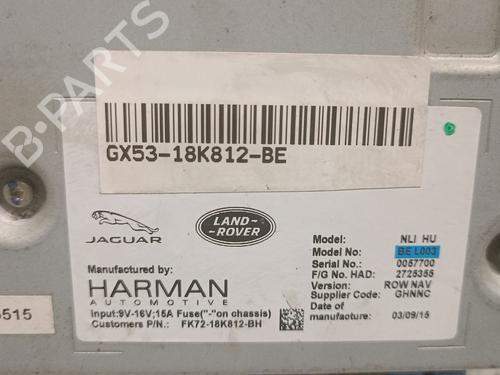 B-PARTS
GX53-18K812-BE
JAGUAR
LAND-
ROVER
Manufactured by:
HARMAN
AUTOMOTIVE
Input:9V-16V;15A Fuse("-"on chassis)
Customers P/N.: FK72-18K812-BH
Model: NLI HU
Model No: BE L003
Serial No.: 0057700
F/G No. HAD: 2725355
Version: ROW NAV
Supplier Code: GHNNC
Date of
manufacture: 03/09/15
5515